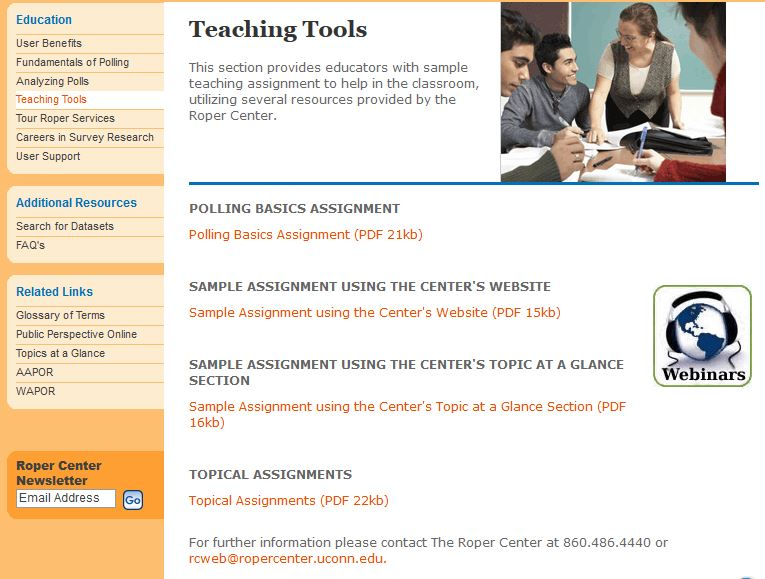 Education
User Benefits
Fundamentals of Polling
Analyzing Polls
Teaching Tools
Tour Roper Services
Careers in Survey Research
User Support
Additional Resources
Search for Datasets
FAQ's
Related Links
Glossary of Terms
Public Perspective Online
Topics at a Glance
AAPOR
WAPOR
Roper Center
Newsletter
Email Address
Go
Teaching Tools
This section provides educators with sample
teaching assignment to help in the classroom,
utilizing several resources provided by the
Roper Center.
POLLING BASICS ASSIGNMENT
Polling Basics Assignment (PDF 21kb)
SAMPLE ASSIGNMENT USING THE CENTER'S WEBSITE
Sample Assignment using the Center's Website (PDF 15kb)
SAMPLE ASSIGNMENT USING THE CENTER'S TOPIC AT A GLANCE
SECTION
Sample Assignment using the Center's Topic at a Glance Section (PDF
16kb)
TOPICAL ASSIGNMENTS
Topical Assignments (PDF 22kb)
For further information please contact The Roper Center at 860.486.4440 or
rcweb@ropercenter.uconn.edu.
Webinars